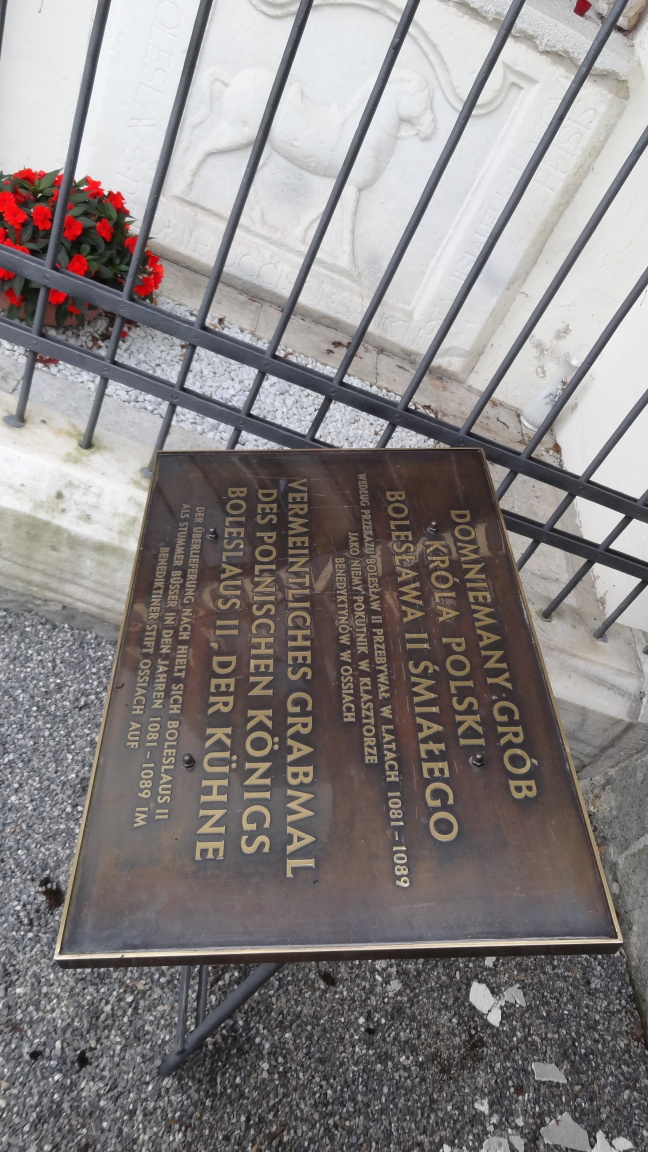 DOMNIEMANY GRÓB
KRÓLA POLSKI
BOLESŁAWA II ŚMIAŁEGO
WEDŁUG PRZEKAZU BOLESŁAW II PRZEBYWAŁ W LATACH 1081-1089
JAKO NIEMY POKUTNIK W KLASZTORZE
BENEDYKTYNÓW W OSSIACH
VERMEINTLICHES GRABMAL
DES POLNISCHEN KÖNIGS
BOLESLAUS II, DER KÜHNE
DER ÜBERLIEFERUNG NACH HIELT SICH BOLESLAUS II
ALS STUMMER BÜSSER IN DEN JAHREN 1081-1089 IM
BENEDIKTINER STIFT OSSIACH AUF